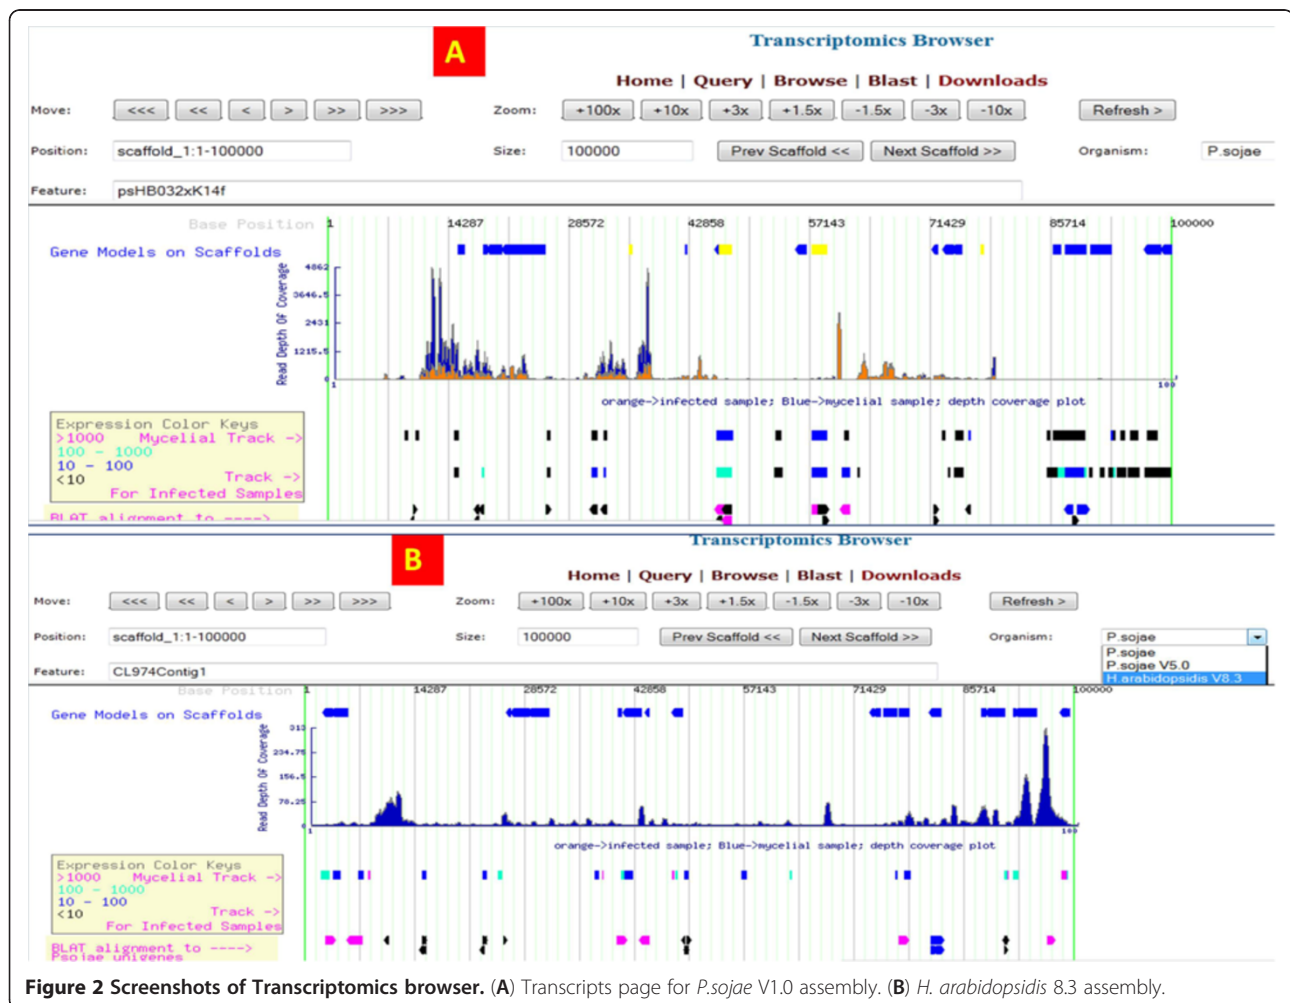 A
Transcriptomics Browser
Home | Query | Browse | Blast | Downloads
Move: <<< << < > >> >>> Zoom: +100x +10x +3x +1.5x -1.5x -3x -10x Refresh >
Position: scaffold_1:1-100000 Size: 100000 Prev Scaffold << Next Scaffold >> Organism: P.sojae
Feature: psHB032xK14f
Base Position 1 14287 28572 42858 57143 71429 85714 100000
Gene Models on Scaffolds
Read Depth Of Coverage
4862
3646.5
2431
1215.5
0
1 100
orange->infected sample; Blue->mycelial sample; depth coverage plot
Expression Color Keys
>1000 Mycelial Track ->
100 - 1000
10 - 100
<10 Track ->
For Infected Samples
BLAT alignment to ---->
B
Transcriptomics Browser
Home | Query | Browse | Blast | Downloads
Move: <<< << < > >> >>> Zoom: +100x +10x +3x +1.5x -1.5x -3x -10x Refresh >
Position: scaffold_1:1-100000 Size: 100000 Prev Scaffold << Next Scaffold >> Organism: P.sojae
P.sojae
P.sojae V5.0
H.arabidopsidis V8.3
Feature: CL974Contig1
Base Position 1 14287 28572 42858 57143 71429 85714 100000
Gene Models on Scaffolds
Read Depth Of Coverage
313
234.75
156.5
78.25
0
1 100
orange->infected sample; Blue->mycelial sample; depth coverage plot
Expression Color Keys
>1000 Mycelial Track ->
100 - 1000
10 - 100
<10 Track ->
For Infected Samples
BLAT alignment to ---->
Psojae unigenes
Figure 2 Screenshots of Transcriptomics browser. (A) Transcripts page for P.sojae V1.0 assembly. (B) H. arabidopsidis 8.3 assembly.